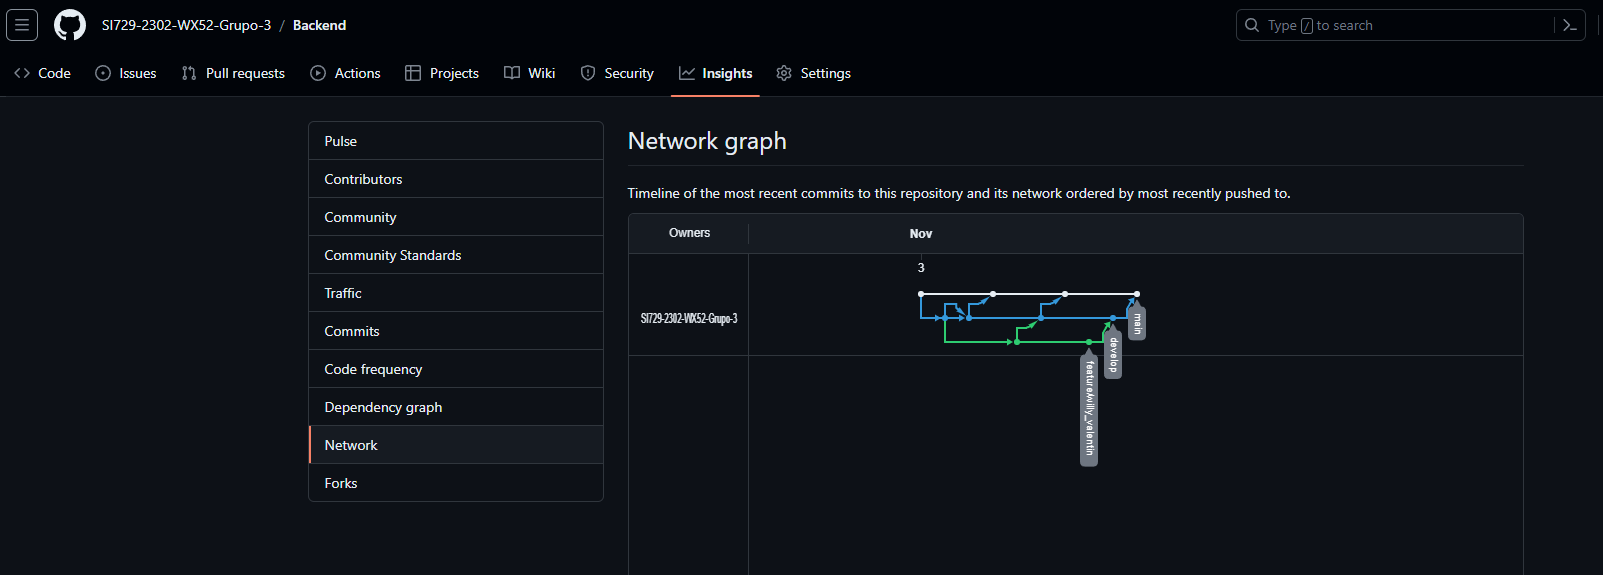 SI729-2302-WX52-Grupo-3 / Backend
Type / to search
Code Issues Pull requests Actions Projects Wiki Security Insights Settings
Pulse
Contributors
Community
Community Standards
Traffic
Commits
Code frequency
Dependency graph
Network
Forks
Network graph
Timeline of the most recent commits to this repository and its network ordered by most recently pushed to.
Owners
Nov
3
SI729-2302-WX52-Grupo-3
main
develop
feature/willy_valentin